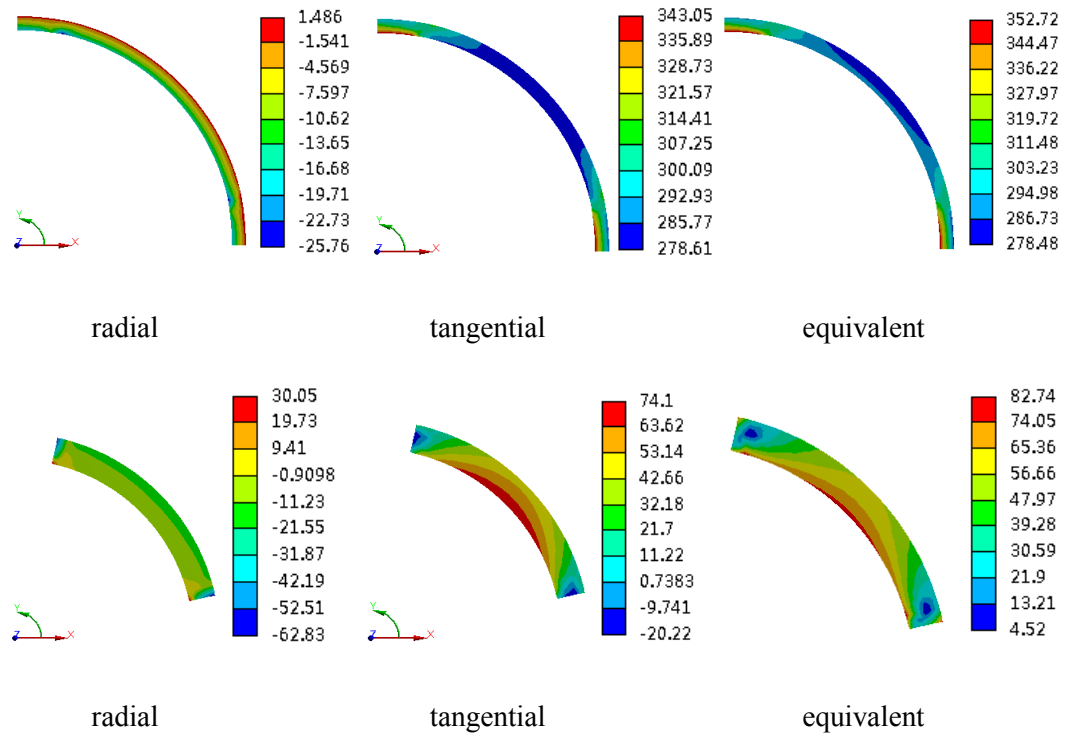 1.486
-1.541
-4.569
-7.597
-10.62
-13.65
-16.68
-19.71
-22.73
-25.76
Y
Z
X
radial
343.05
335.89
328.73
321.57
314.41
307.25
300.09
292.93
285.77
278.61
Y
Z
X
tangential
352.72
344.47
336.22
327.97
319.72
311.48
303.23
294.98
286.73
278.48
Y
Z
X
equivalent
30.05
19.73
9.41
-0.9098
-11.23
-21.55
-31.87
-42.19
-52.51
-62.83
Y
Z
X
radial
74.1
63.62
53.14
42.66
32.18
21.7
11.22
0.7383
-9.741
-20.22
Y
Z
X
tangential
82.74
74.05
65.36
56.66
47.97
39.28
30.59
21.9
13.21
4.52
Y
Z
X
equivalent